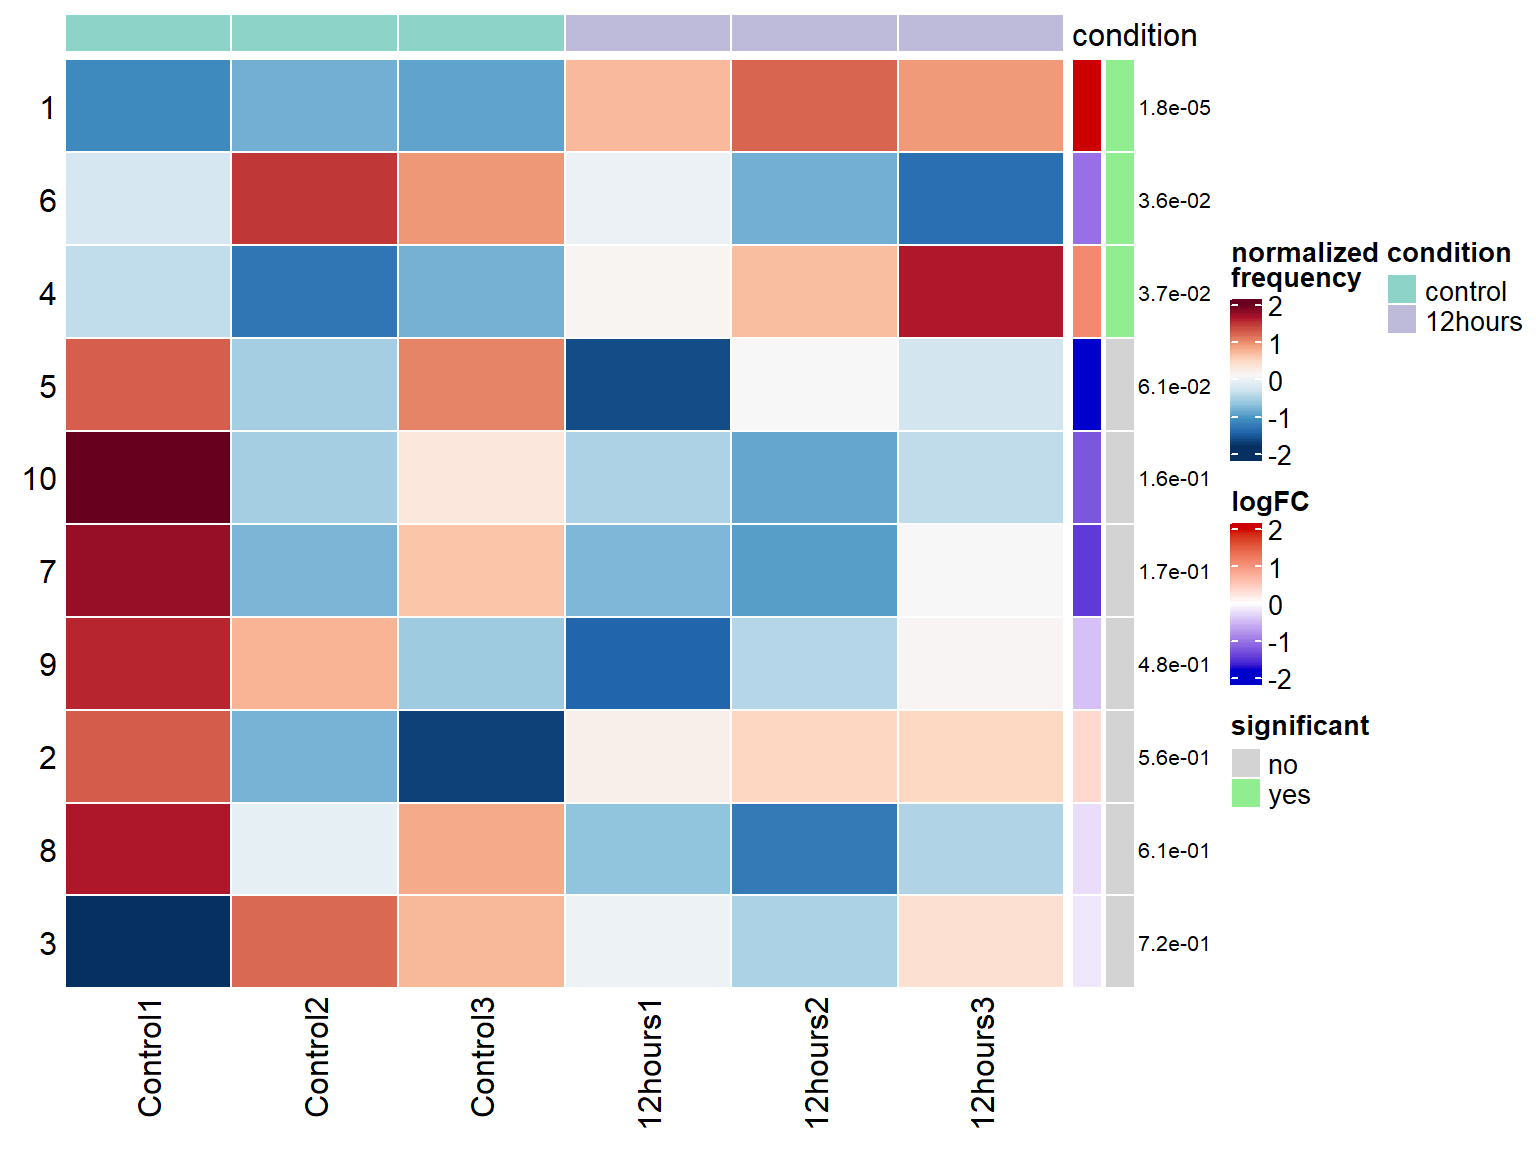 condition
1 1.8e-05
6 3.6e-02
4 3.7e-02
5 6.1e-02
10 1.6e-01
7 1.7e-01
9 4.8e-01
2 5.6e-01
8 6.1e-01
3 7.2e-01
Control1 Control2 Control3 12hours1 12hours2 12hours3
normalized
frequency
2
1
0
-1
-2
condition
control
12hours
logFC
2
1
0
-1
-2
significant
no
yes